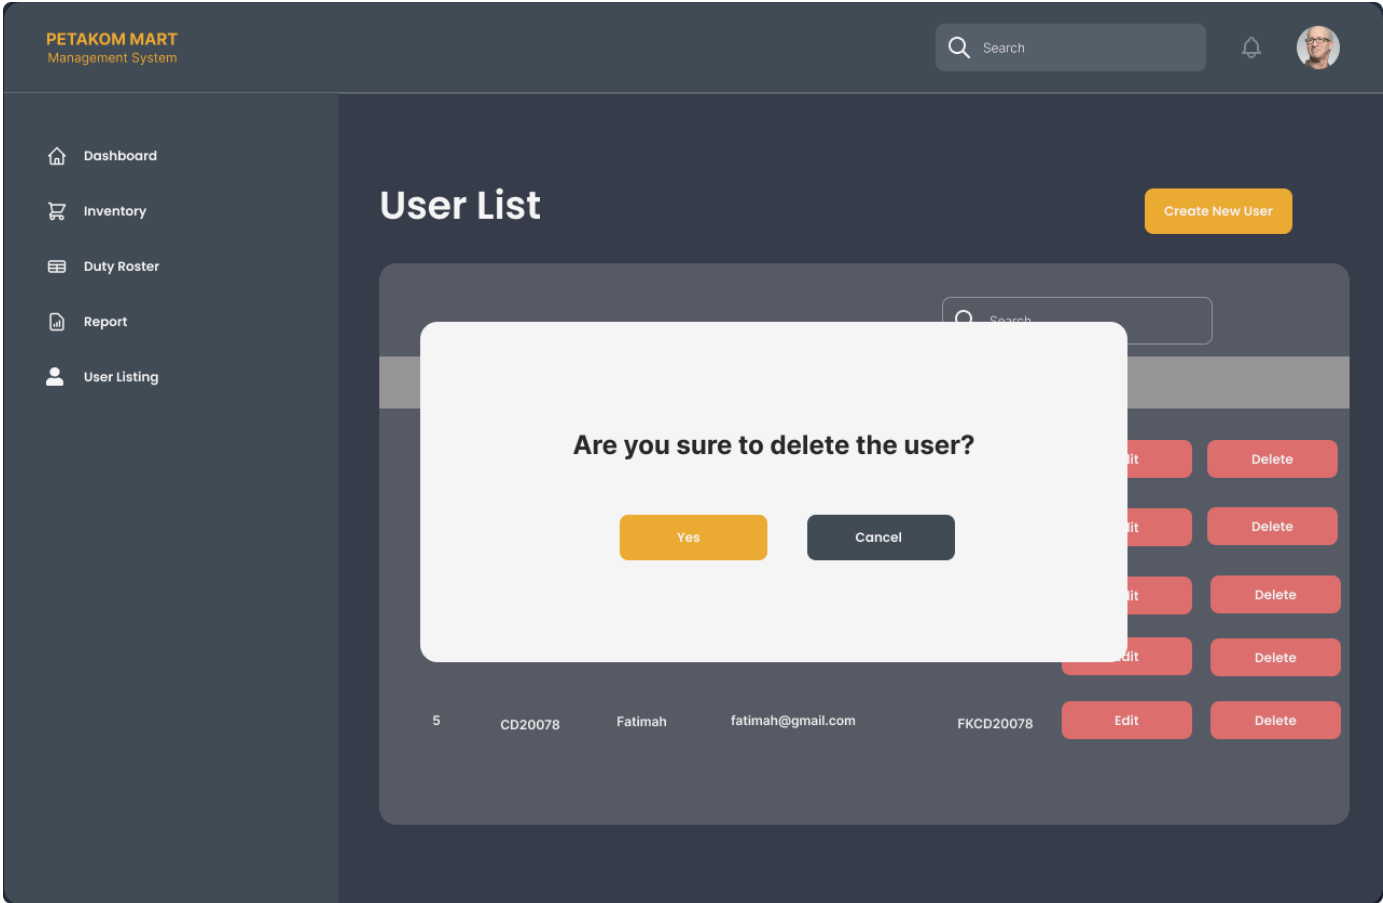 PETAKOM MART
Management System
Search
Dashboard
Inventory
Duty Roster
Report
User Listing
User List
Create New User
Search
Are you sure to delete the user?
Yes
Cancel
Delete
Delete
Delete
Delete
5 CD20078 Fatimah fatimah@gmail.com FKCD20078 Edit Delete